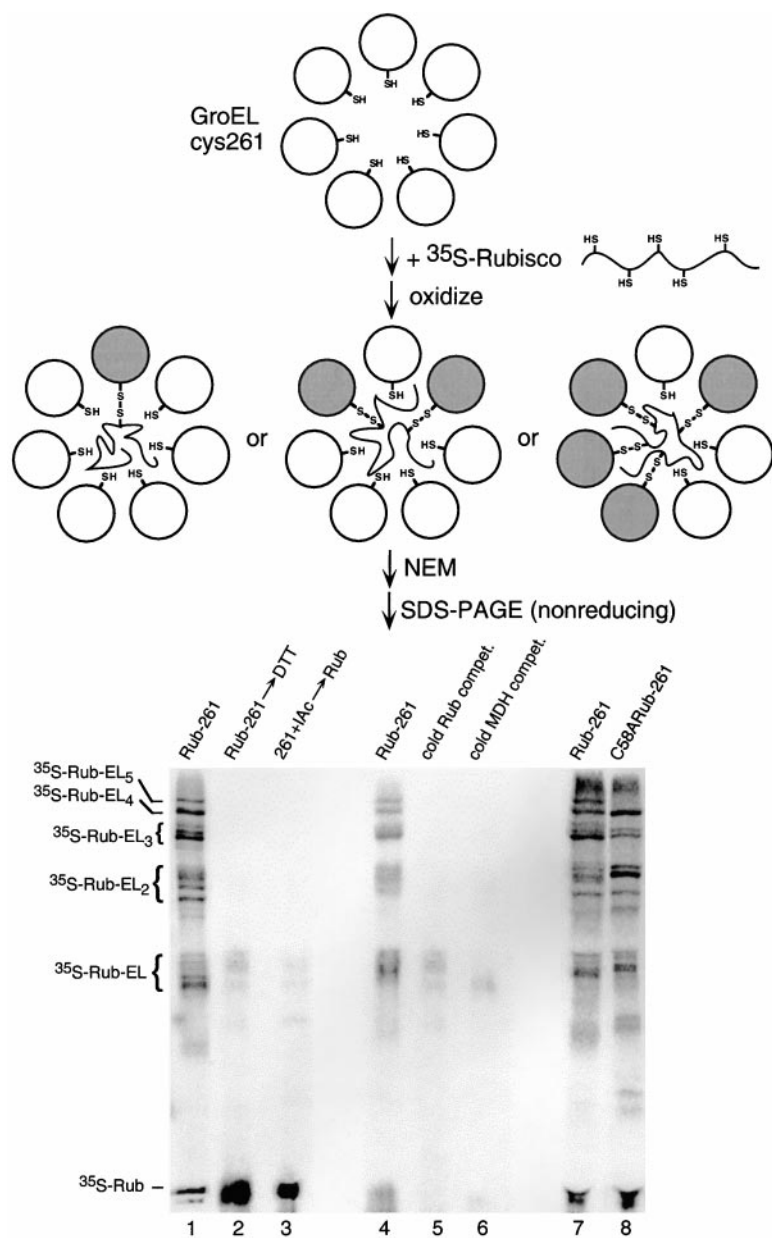 SH
SH
HS
GroEL
cys261
SH
HS
SH
HS
+ ³⁵S-Rubisco
HS HS HS
HS HS
oxidize
S
S
SH
HS
SH
HS
SH
HS
or
SH
S-S
S-S
SH
HS
SH
HS
or
SH
S-S
S-S
S-S
HS
S-S
HS
NEM
SDS-PAGE (nonreducing)
Rub-261
Rub-261→DTT
261+IAc→Rub
Rub-261
cold Rub compet.
cold MDH compet.
Rub-261
C58ARub-261
³⁵S-Rub-EL₅
³⁵S-Rub-EL₄
³⁵S-Rub-EL₃
³⁵S-Rub-EL₂
³⁵S-Rub-EL
³⁵S-Rub
1 2 3 4 5 6 7 8